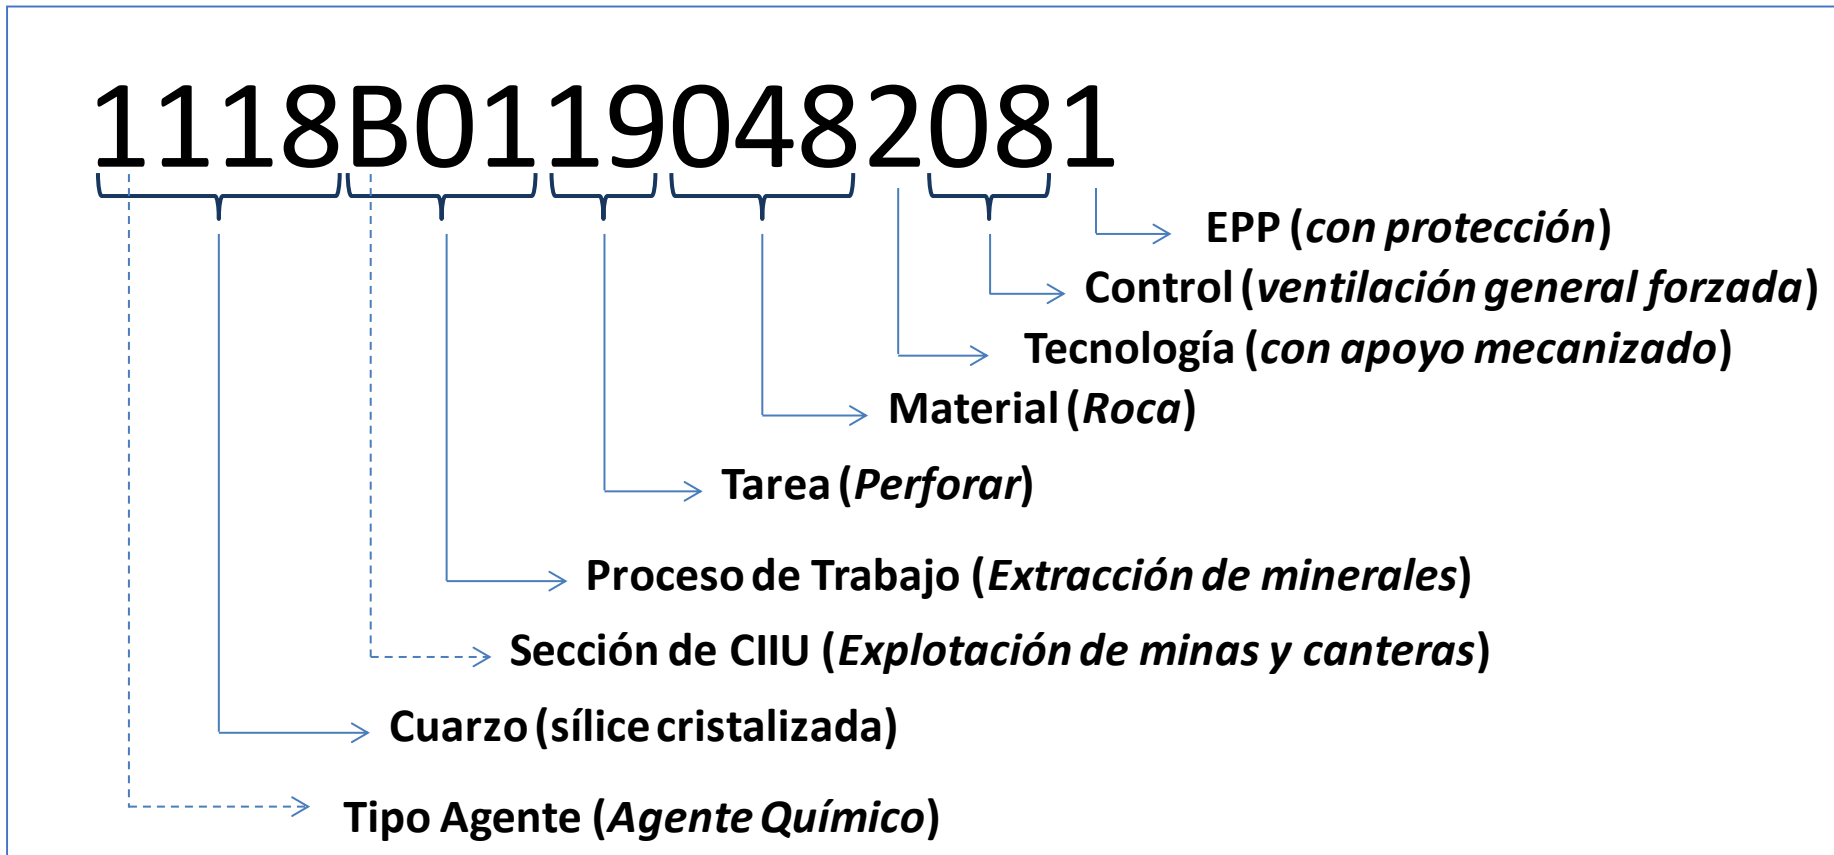 1118B01190482081
EPP (con protección)
Control (ventilación general forzada)
Tecnología (con apoyo mecanizado)
Material (Roca)
Tarea (Perforar)
Proceso de Trabajo (Extracción de minerales)
Sección de CIIU (Explotación de minas y canteras)
Cuarzo (sílice cristalizada)
Tipo Agente (Agente Químico)